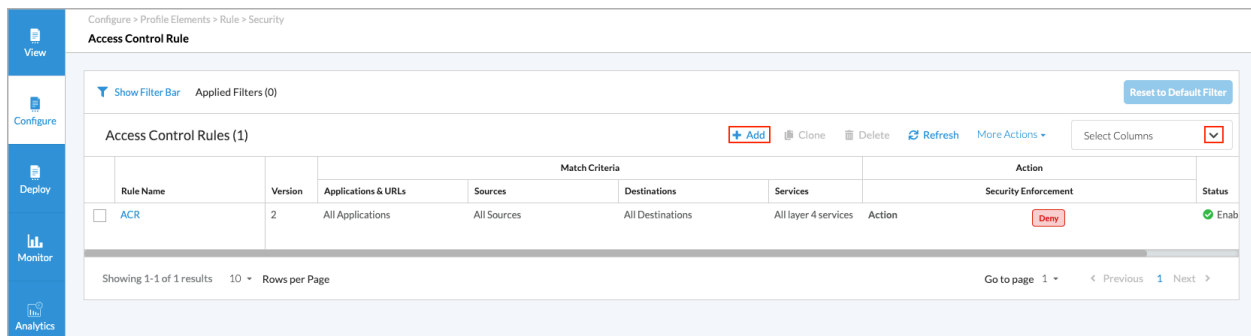 Configure > Profile Elements > Rule > Security
Access Control Rule
View
Configure
Deploy
Monitor
Analytics
Show Filter Bar Applied Filters (0) Reset to Default Filter
Access Control Rules (1) + Add Clone Delete Refresh More Actions Select Columns
Match Criteria Action
Rule Name Version Applications & URLs Sources Destinations Services Security Enforcement Status
ACR 2 All Applications All Sources All Destinations All layer 4 services Action Deny Enab
Showing 1-1 of 1 results 10 Rows per Page Go to page 1 < Previous 1 Next >